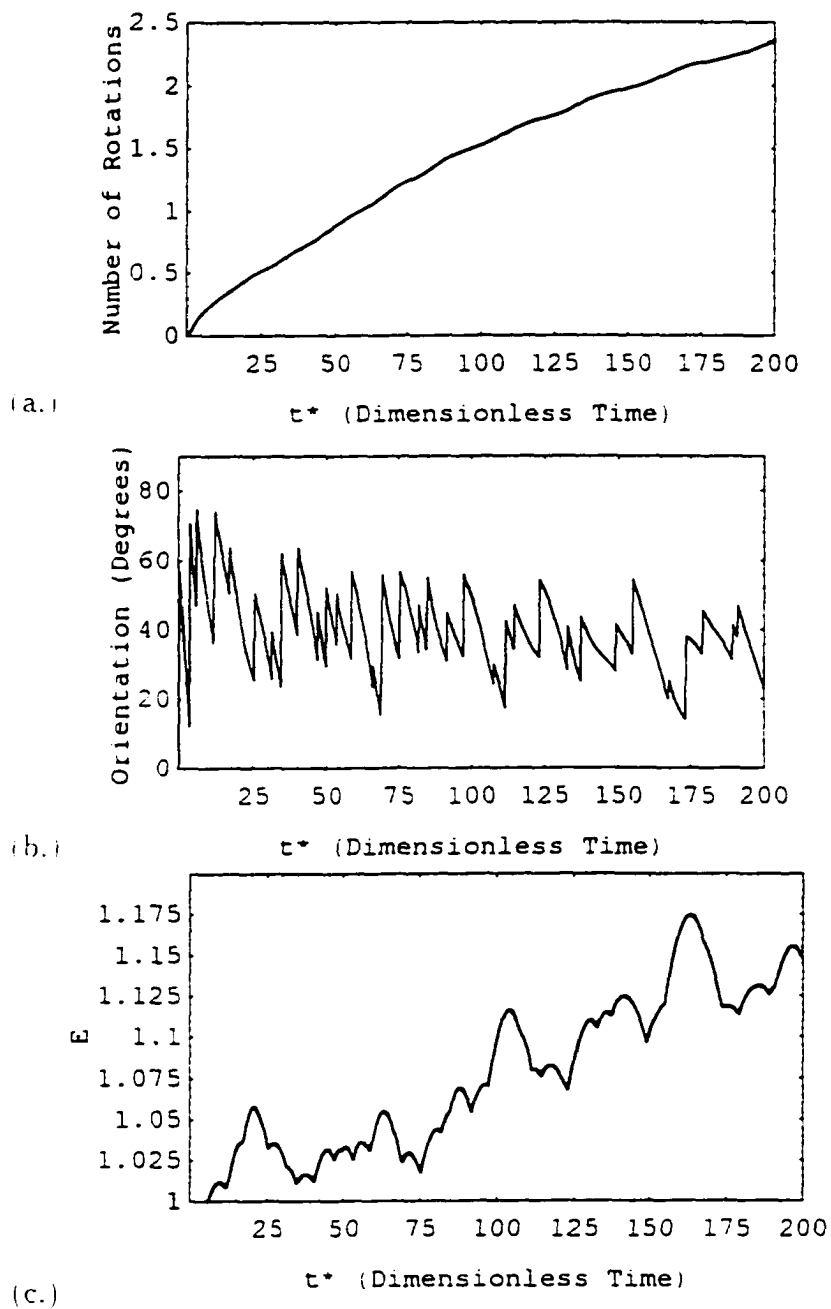 2.5
2
1.5
1
0.5
0
Number of Rotations
25 50 75 100 125 150 175 200
(a.) t* (Dimensionless Time)
80
60
40
20
0
Orientation (Degrees)
25 50 75 100 125 150 175 200
(b.) t* (Dimensionless Time)
1.175
1.15
1.125
1.1
1.075
1.05
1.025
1
E
25 50 75 100 125 150 175 200
(c.) t* (Dimensionless Time)